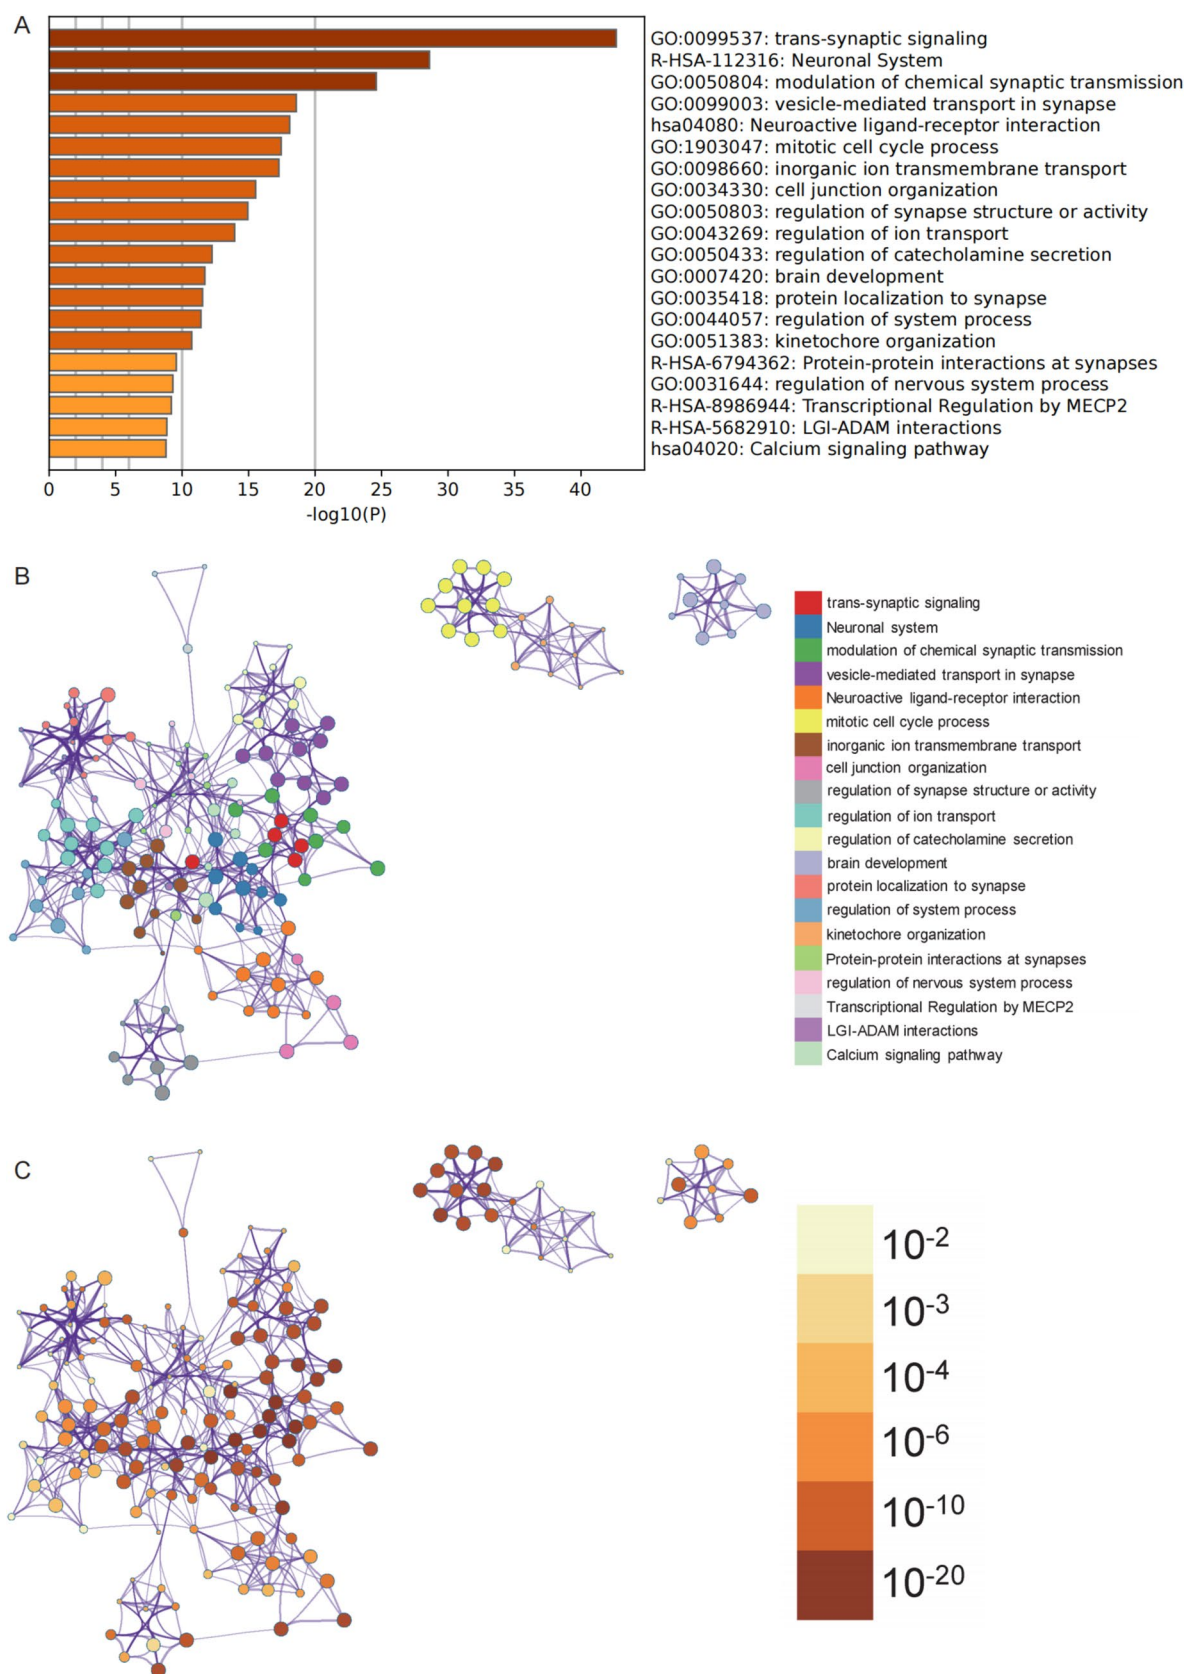 A
GO:0099537: trans-synaptic signaling
R-HSA-112316: Neuronal System
GO:0050804: modulation of chemical synaptic transmission
GO:0099003: vesicle-mediated transport in synapse
hsa04080: Neuroactive ligand-receptor interaction
GO:1903047: mitotic cell cycle process
GO:0098660: inorganic ion transmembrane transport
GO:0034330: cell junction organization
GO:0050803: regulation of synapse structure or activity
GO:0043269: regulation of ion transport
GO:0050433: regulation of catecholamine secretion
GO:0007420: brain development
GO:0035418: protein localization to synapse
GO:0044057: regulation of system process
GO:0051383: kinetochore organization
R-HSA-6794362: Protein-protein interactions at synapses
GO:0031644: regulation of nervous system process
R-HSA-8986944: Transcriptional Regulation by MECP2
R-HSA-5682910: LGI-ADAM interactions
hsa04020: Calcium signaling pathway
0 5 10 15 20 25 30 35 40
-log10(P)
B
trans-synaptic signaling
Neuronal system
modulation of chemical synaptic transmission
vesicle-mediated transport in synapse
Neuroactive ligand-receptor interaction
mitotic cell cycle process
inorganic ion transmembrane transport
cell junction organization
regulation of synapse structure or activity
regulation of ion transport
regulation of catecholamine secretion
brain development
protein localization to synapse
regulation of system process
kinetochore organization
Protein-protein interactions at synapses
regulation of nervous system process
Transcriptional Regulation by MECP2
LGI-ADAM interactions
Calcium signaling pathway
C
10⁻²
10⁻³
10⁻⁴
10⁻⁶
10⁻¹⁰
10⁻²⁰